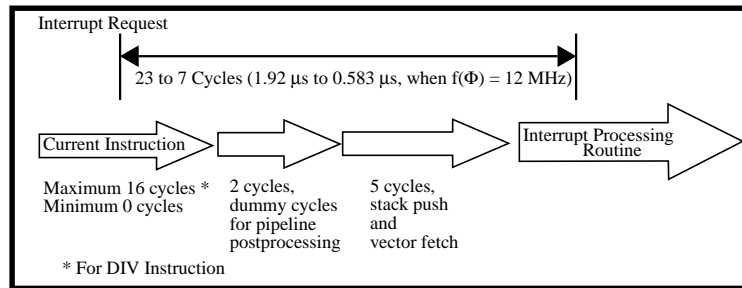 Interrupt Request
23 to 7 Cycles (1.92 µs to 0.583 µs, when f(Φ) = 12 MHz)
Current Instruction
Interrupt Processing
Routine
Maximum 16 cycles *
Minimum 0 cycles
2 cycles,
dummy cycles
for pipeline
postprocessing
5 cycles,
stack push
and
vector fetch
* For DIV Instruction